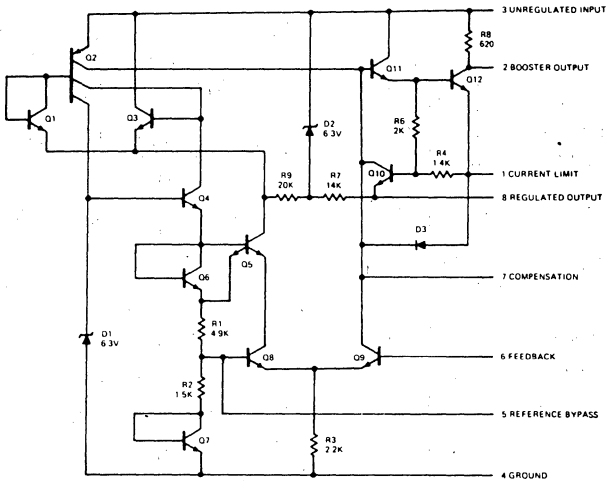 3 UNREGULATED INPUT
R8
620
Q2
Q11
2 BOOSTER OUTPUT
Q12
D2
6.3V
Q1
Q3
R6
2K
R4
1.4K
Q10
1 CURRENT LIMIT
R9
20K
R7
14K
8 REGULATED OUTPUT
Q4
D3
Q5
Q6
7 COMPENSATION
R1
4.9K
D1
6.3V
Q8
Q9
6 FEEDBACK
R2
1.5K
5 REFERENCE BYPASS
Q7
R3
2.2K
4 GROUND